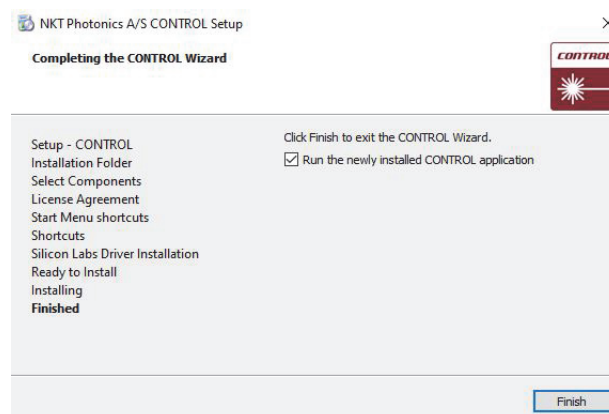 NKT Photonics A/S CONTROL Setup
Completing the CONTROL Wizard
CONTROL
Setup - CONTROL
Installation Folder
Select Components
License Agreement
Start Menu shortcuts
Shortcuts
Silicon Labs Driver Installation
Ready to Install
Installing
Finished
Click Finish to exit the CONTROL Wizard.
Run the newly installed CONTROL application
Finish